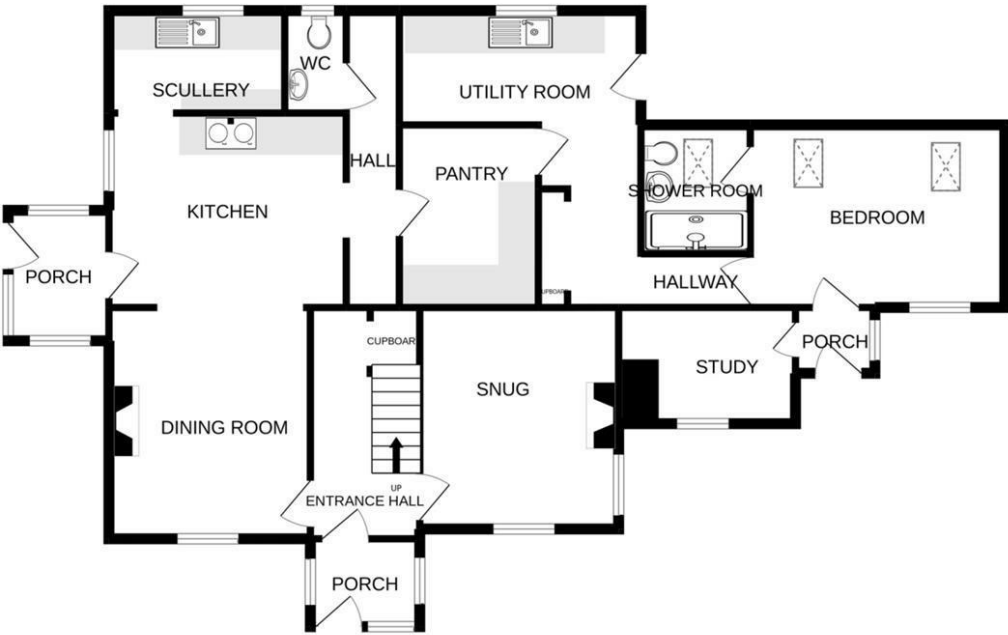 SCULLERY
WC
UTILITY ROOM
HALL
PANTRY
SHOWER ROOM
KITCHEN
BEDROOM
PORCH
HALLWAY
UPBOARD
CUPBOAR
PORCH
STUDY
SNUG
DINING ROOM
UP
ENTRANCE HALL
PORCH